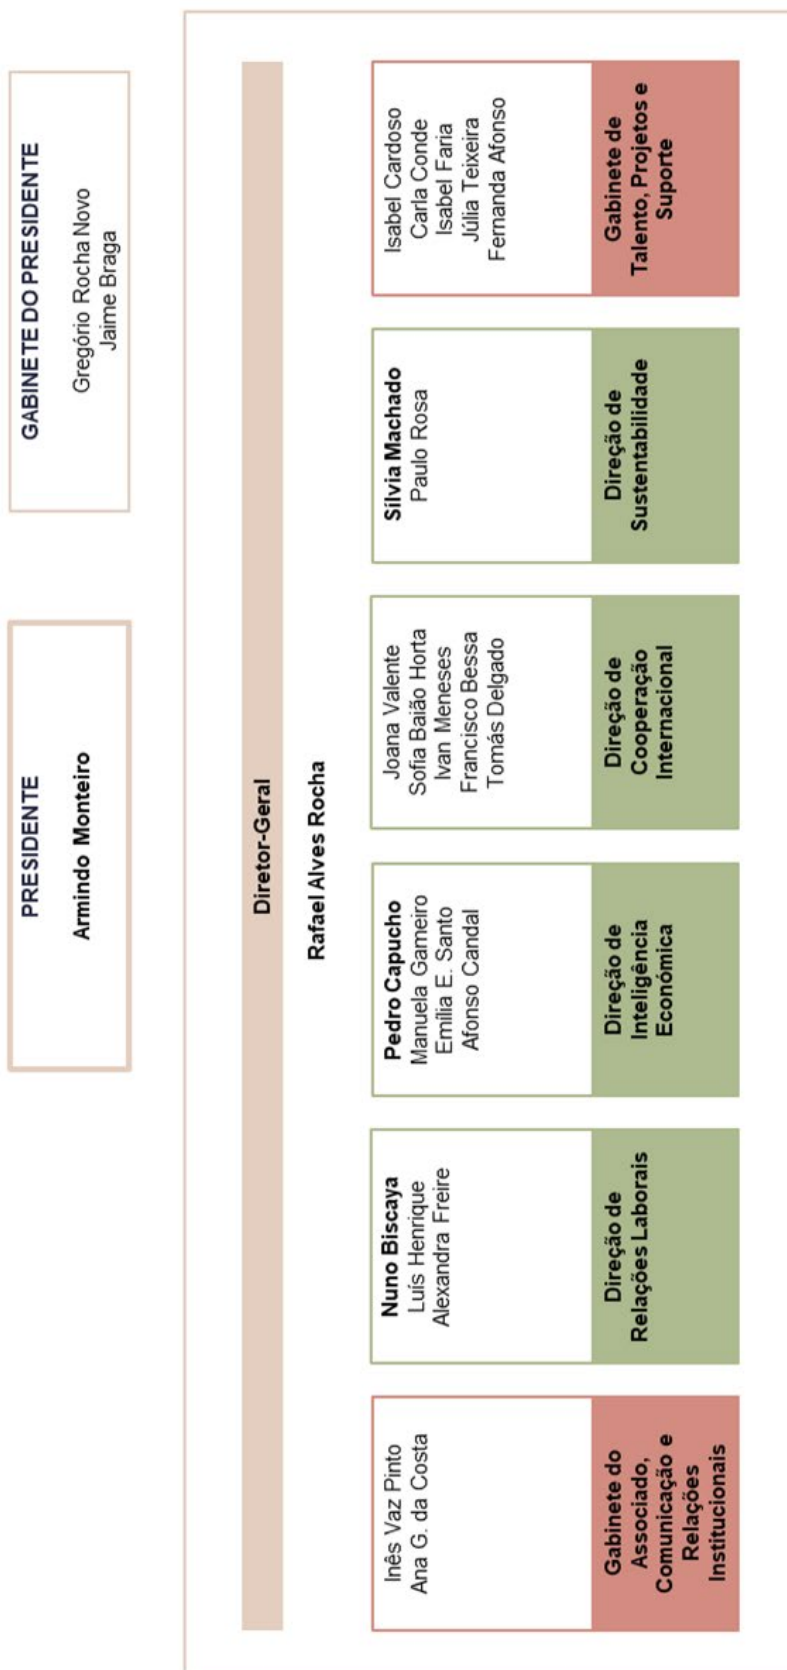 PRESIDENTE
Armindo Monteiro
GABINETE DO PRESIDENTE
Gregório Rocha Novo
Jaime Braga
Diretor-Geral
Rafael Alves Rocha
Inês Vaz Pinto
Ana G. da Costa
Gabinete do
Associado,
Comunicação e
Relações
Institucionais
Nuno Biscaya
Luís Henrique
Alexandra Freire
Direção de
Relações Laborais
Pedro Capucho
Manuela Gameiro
Emília E. Santo
Afonso Candal
Direção de
Inteligência
Económica
Joana Valente
Sofia Baião Horta
Ivan Meneses
Francisco Bessa
Tomás Delgado
Direção de
Cooperação
Internacional
Sílvia Machado
Paulo Rosa
Direção de
Sustentabilidade
Isabel Cardoso
Carla Conde
Isabel Faria
Júlia Teixeira
Fernanda Afonso
Gabinete de
Talento, Projetos e
Suporte